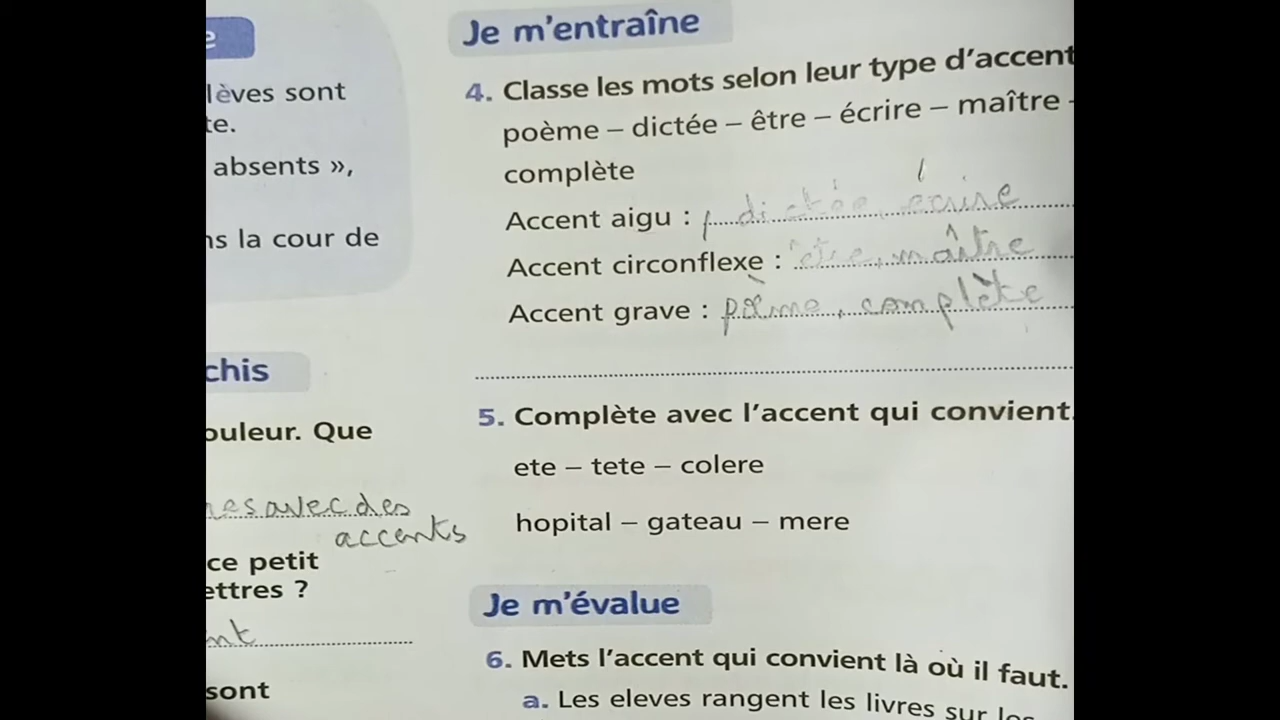 e
lèves sont
te.
absents »,
ns la cour de
chis
ouleur. Que
res avec des
accents
ce petit
ettres ?
nt
sont
Je m'entraîne
4. Classe les mots selon leur type d'accent
poème – dictée – être – écrire – maître -
complète
Accent aigu : dictée, écrire
Accent circonflexe : être, maître
Accent grave : poème, complète
5. Complète avec l'accent qui convient.
ete – tete – colere
hopital – gateau – mere
Je m'évalue
6. Mets l'accent qui convient là où il faut.
a. Les eleves rangent les livres sur les